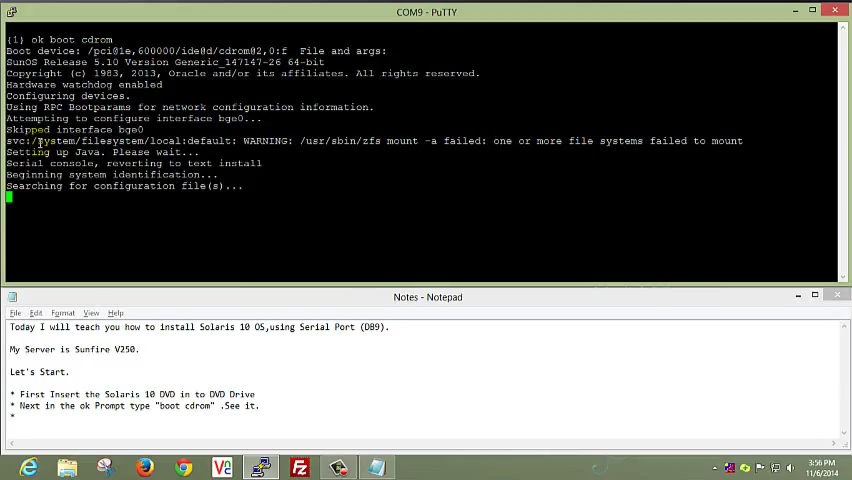 COM9 - PuTTY
{1} ok boot cdrom
Boot device: /pci@1e,600000/ide@d/cdrom@2,0:f  File and args:
SunOS Release 5.10 Version Generic_147147-26 64-bit
Copyright (c) 1983, 2013, Oracle and/or its affiliates. All rights reserved.
Hardware watchdog enabled
Configuring devices.
Using RPC Bootparams for network configuration information.
Attempting to configure interface bge0...
Skipped interface bge0
svc:/system/filesystem/local:default: WARNING: /usr/sbin/zfs mount -a failed: one or more file systems failed to mount
Setting up Java. Please wait...
Serial console, reverting to text install
Beginning system identification...
Searching for configuration file(s)...
Notes - Notepad
File Edit Format View Help
Today I will teach you how to install Solaris 10 OS,using Serial Port (DB9).
My Server is Sunfire V250.
Let's Start.
* First Insert the Solaris 10 DVD in to DVD Drive
* Next in the ok Prompt type "boot cdrom" .See it.
*
3:56 PM
11/6/2014